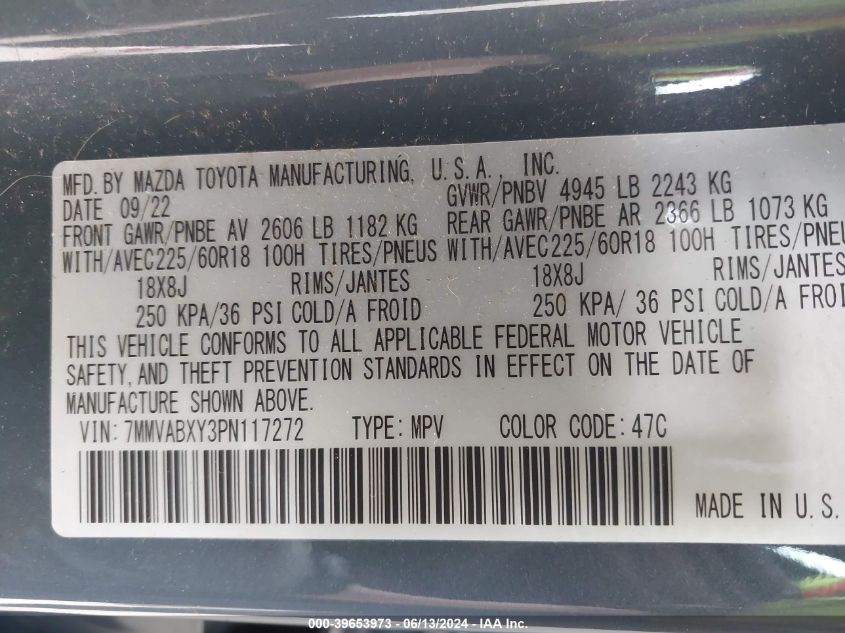 MFD. BY MAZDA TOYOTA MANUFACTURING, U.S.A., INC.
DATE 09/22 GVWR/PNBV 4945 LB 2243 KG
FRONT GAWR/PNBE AV 2606 LB 1182 KG REAR GAWR/PNBE AR 2366 LB 1073 KG
WITH/AVEC225/60R18 100H TIRES/PNEUS WITH/AVEC225/60R18 100H TIRES/PNEU
18X8J RIMS/JANTES 18X8J RIMS/JANTES
250 KPA/36 PSI COLD/A FROID 250 KPA/ 36 PSI COLD/A FROI
THIS VEHICLE CONFORMS TO ALL APPLICABLE FEDERAL MOTOR VEHICLE
SAFETY, AND THEFT PREVENTION STANDARDS IN EFFECT ON THE DATE OF
MANUFACTURE SHOWN ABOVE.
VIN: 7MMVABXY3PN117272 TYPE: MPV COLOR CODE: 47C
MADE IN U.S.
000-39653973 - 06/13/2024 - IAA Inc.